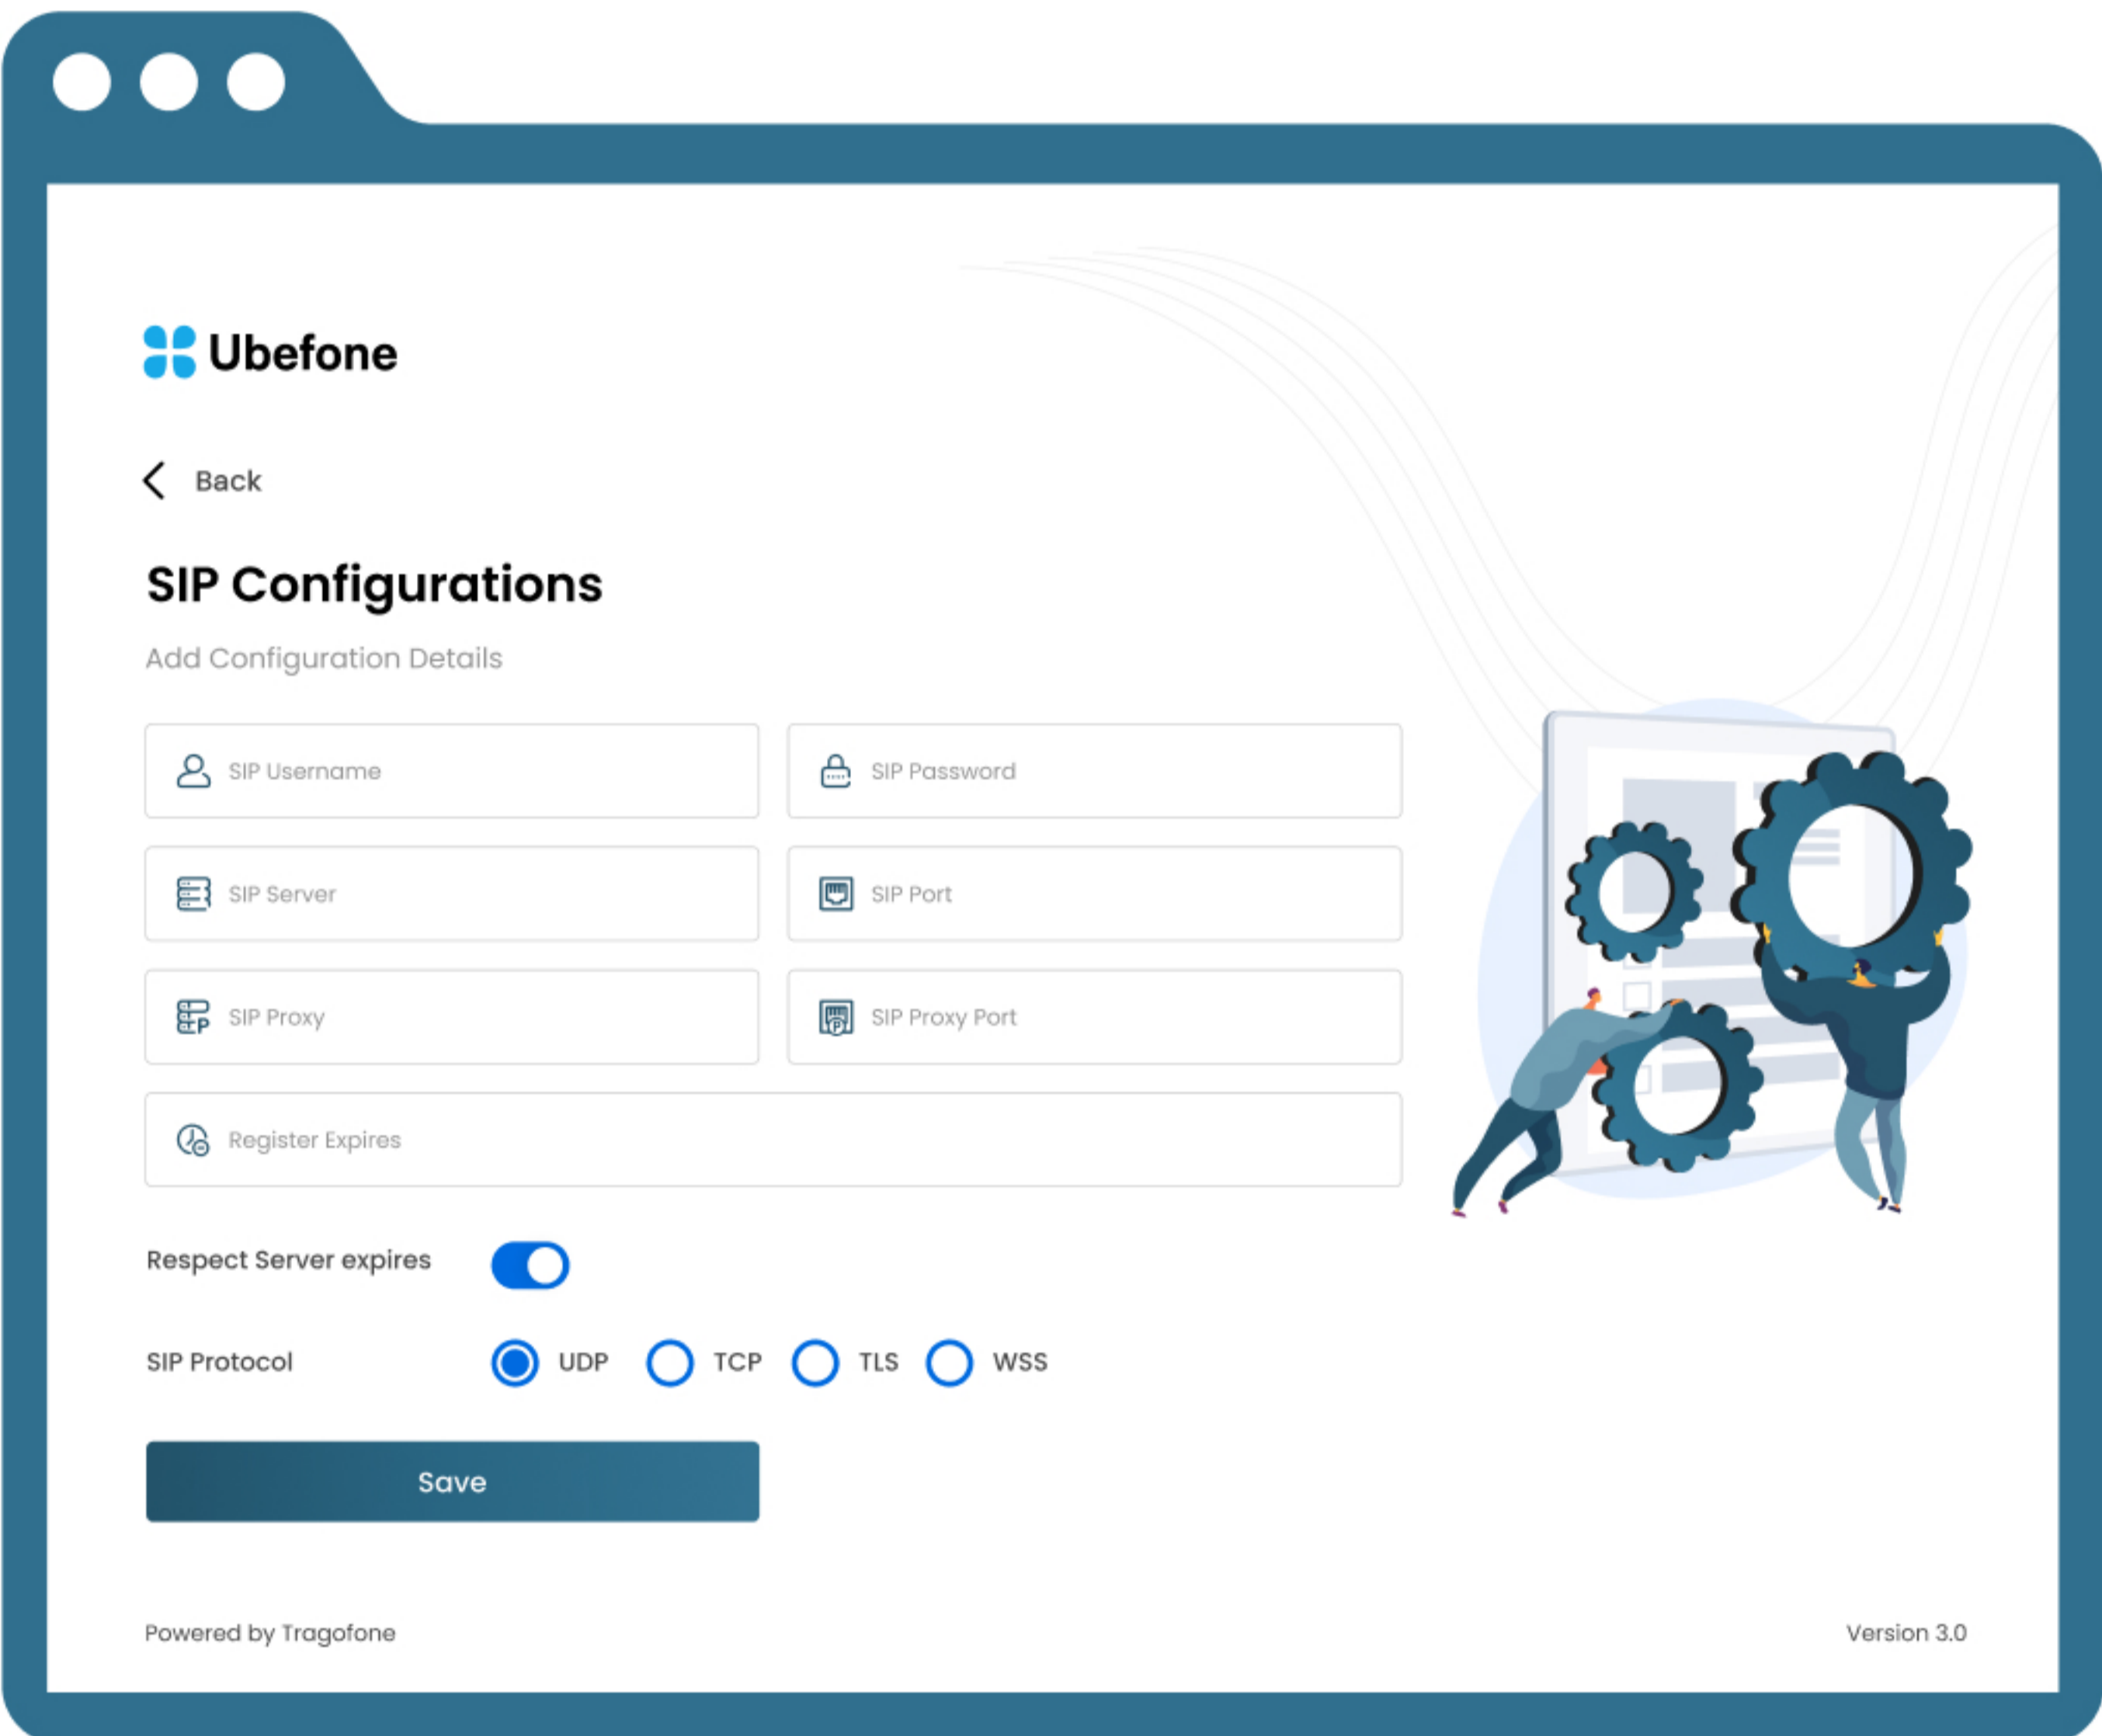 Ubefone
Back
SIP Configurations
Add Configuration Details
SIP Username
SIP Password
SIP Server
SIP Port
SIP Proxy
SIP Proxy Port
Register Expires
Respect Server expires
SIP Protocol UDP TCP TLS WSS
Save
Powered by Tragofone
Version 3.0